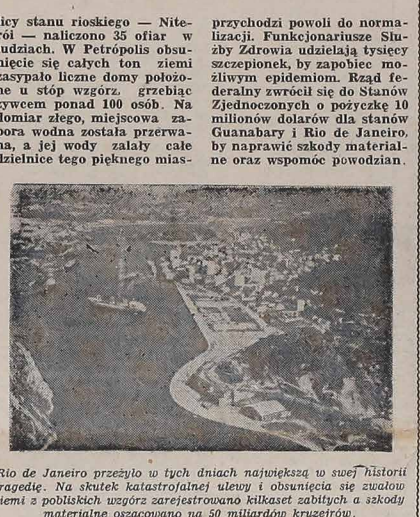 licy stanu rioskiego — Nite-
rói — naliczono 35 ofiar w
ludziach. W Petrópolis obsu-
nięcie się całych ton ziemi
zasypało liczne domy położo-
ne u stóp wzgórz, grzebiąc
żywcem ponad 100 osób. Na
domiar złego, miejscowa za-
pora wodna została przerwa-
na, a jej wody zalały całe
dzielnice tego pięknego mias-
przychodzi powoli do norma-
lizacji. Funkcjonariusze Słu-
żby Zdrowia udzielają tysięcy
szczepionek, by zapobiec mo-
żliwym epidemiom. Rząd fe-
deralny zwrócił się do Stanów
Zjednoczonych o pożyczkę 10
milionów dolarów dla stanów
Guanabary i Rio de Janeiro,
by naprawić szkody material-
ne oraz wspomóc powodzian.
Rio de Janeiro przeżyło w tych dniach największą w swej historii
tragedię. Na skutek katastrofalnej ulewy i obsunięcia się zwałów
ziemi z pobliskich wzgórz zarejestrowano kilkaset zabitych a szkody
materialne oszacowano na 50 miliardów kruzeirów.